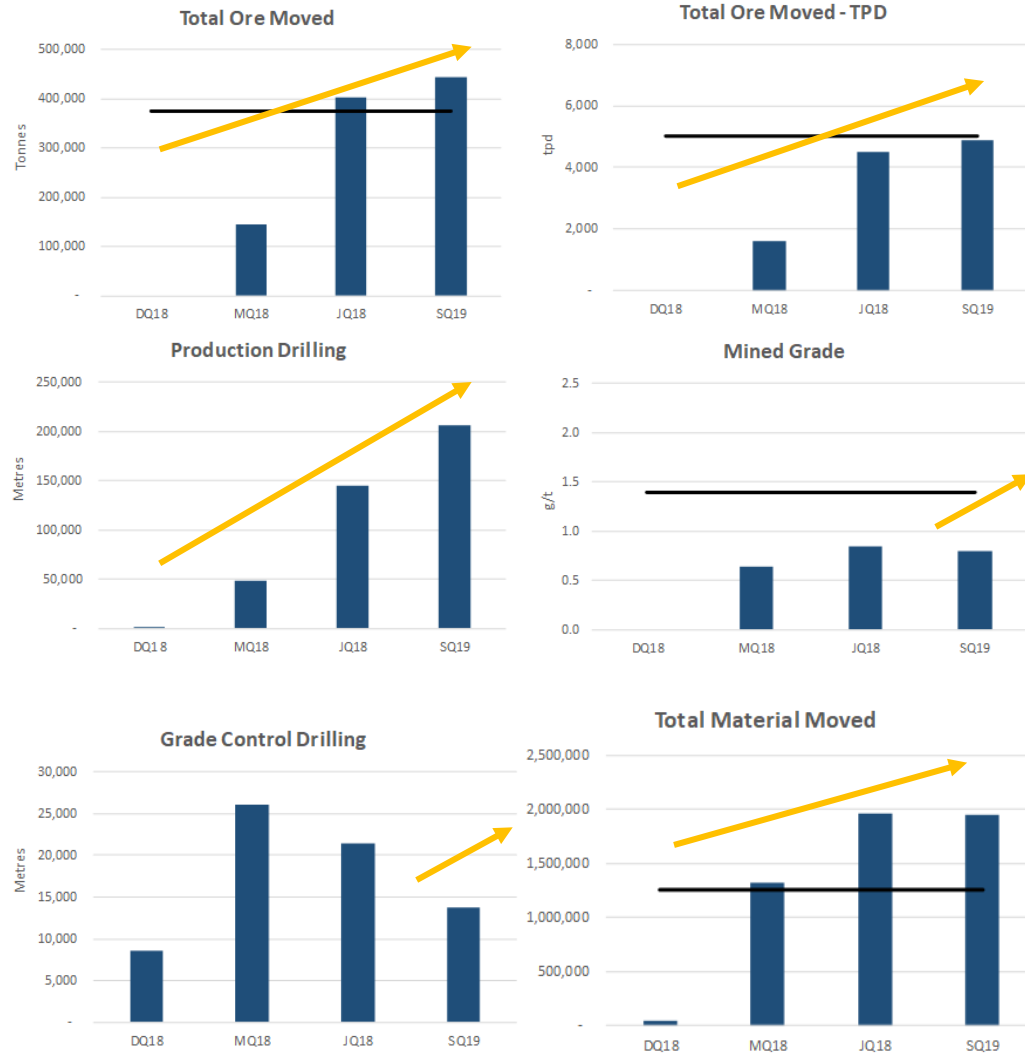 Total Ore Moved
500,000
400,000
300,000
200,000
100,000
-
Tonnes
DQ18 MQ18 JQ18 SQ19
Total Ore Moved - TPD
8,000
6,000
4,000
2,000
-
tpd
DQ18 MQ18 JQ18 SQ19
Production Drilling
250,000
200,000
150,000
100,000
50,000
-
Metres
DQ18 MQ18 JQ18 SQ19
Mined Grade
2.5
2.0
1.5
1.0
0.5
0.0
g/t
DQ18 MQ18 JQ18 SQ19
Grade Control Drilling
30,000
25,000
20,000
15,000
10,000
5,000
-
Metres
DQ18 MQ18 JQ18 SQ19
Total Material Moved
2,500,000
2,000,000
1,500,000
1,000,000
500,000
-
DQ18 MQ18 JQ18 SQ19